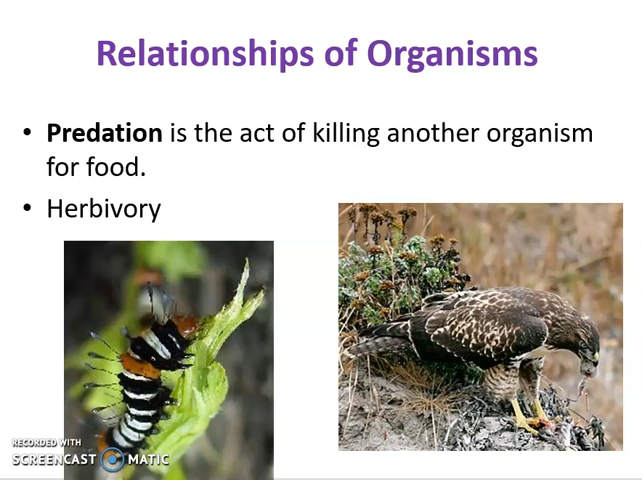 Relationships of Organisms
• Predation is the act of killing another organism
for food.
• Herbivory
RECORDED WITH
SCREENCAST MATIC